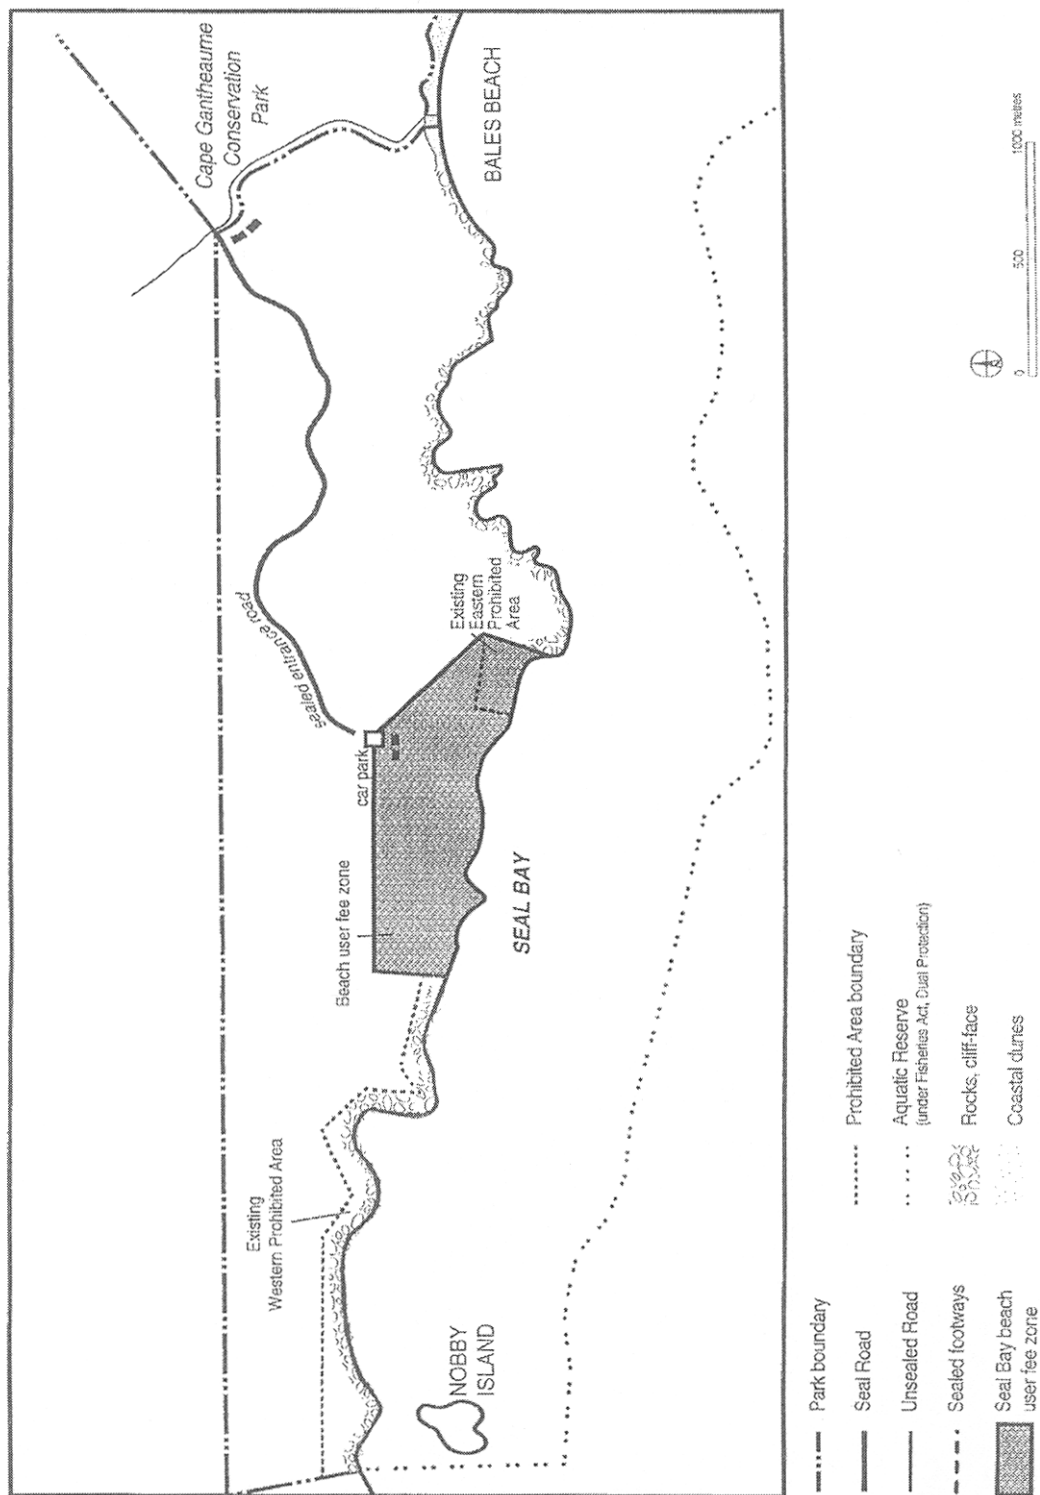 Cape Gantheaume
Conservation
Park
BALES BEACH
sealed entrance road
Existing
Eastern
Prohibited
Area
car park
Beach user fee zone
SEAL BAY
Existing
Western Prohibited Area
NOBBY
ISLAND
Park boundary
Seal Road
Unsealed Road
Sealed footways
Seal Bay beach
user fee zone
Prohibited Area boundary
Aquatic Reserve
(under Fisheries Act, Dual Protection)
Rocks, cliff-face
Coastal dunes
0
500
1000 metres